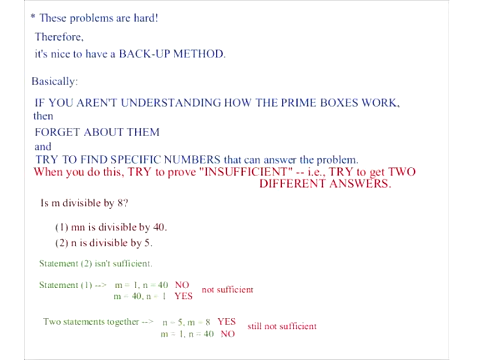 * These problems are hard!
Therefore,
it's nice to have a BACK-UP METHOD.
Basically:
IF YOU AREN'T UNDERSTANDING HOW THE PRIME BOXES WORK,
then
FORGET ABOUT THEM
and
TRY TO FIND SPECIFIC NUMBERS that can answer the problem.
When you do this, TRY to prove "INSUFFICIENT" -- i.e., TRY to get TWO
DIFFERENT ANSWERS.
Is m divisible by 8?
(1) mn is divisible by 40.
(2) n is divisible by 5.
Statement (2) isn't sufficient.
Statement (1) --> m = 1, n = 40 NO
m = 40, n = 1 YES not sufficient
Two statements together --> n = 5, m = 8 YES
m = 1, n = 40 NO still not sufficient